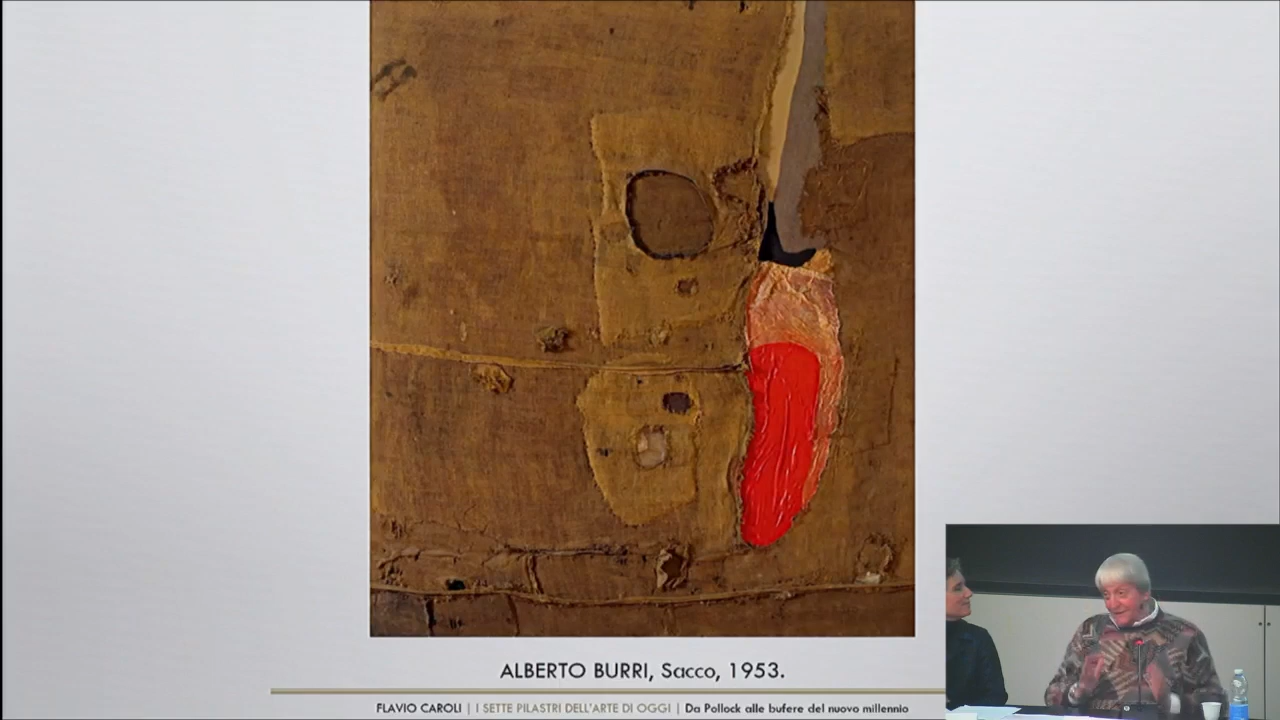 ALBERTO BURRI, Sacco, 1953.
FLAVIO CAROLI | I SETTE PILASTRI DELL'ARTE DI OGGI | Da Pollock alle bufere del nuovo millennio